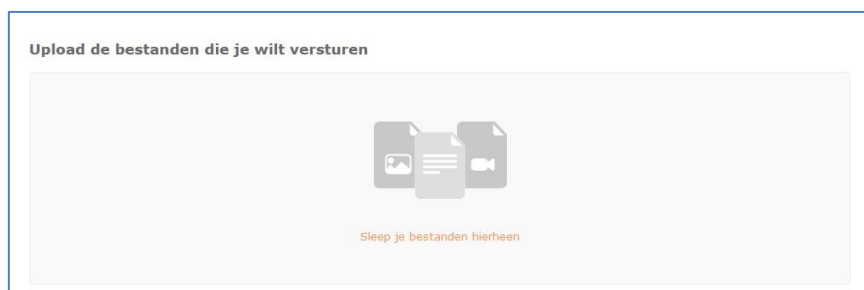 Upload de bestanden die je wilt versturen
Sleep je bestanden hierheen